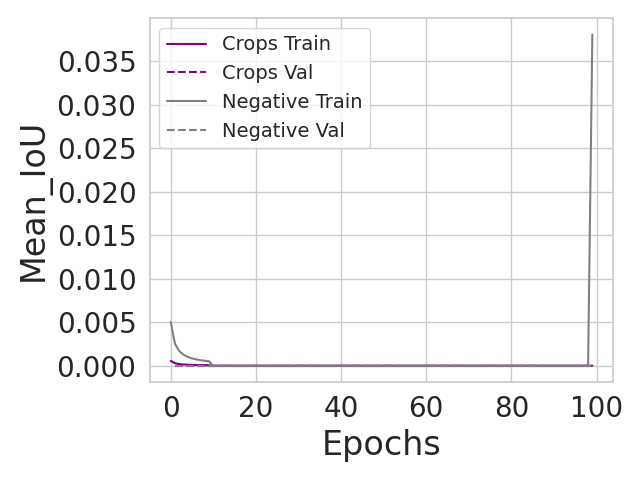 Crops Train
Crops Val
Negative Train
Negative Val
Mean_IoU
0.035
0.030
0.025
0.020
0.015
0.010
0.005
0.000
0 20 40 60 80 100
Epochs